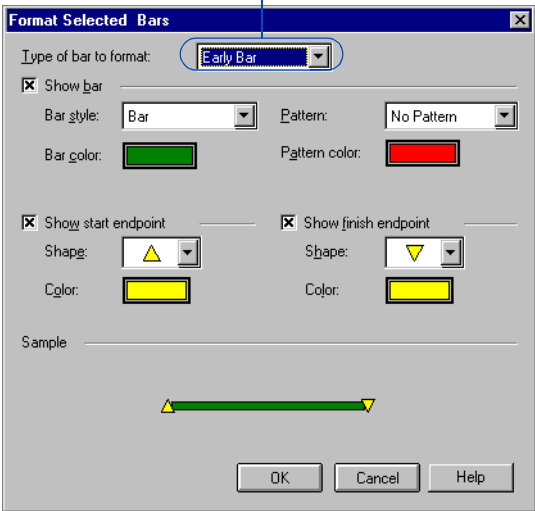 Format Selected Bars
Type of bar to format: Early Bar
Show bar
Bar style: Bar Pattern: No Pattern
Bar color: Pattern color:
Show start endpoint Show finish endpoint
Shape: Shape:
Color: Color:
Sample
OK Cancel Help